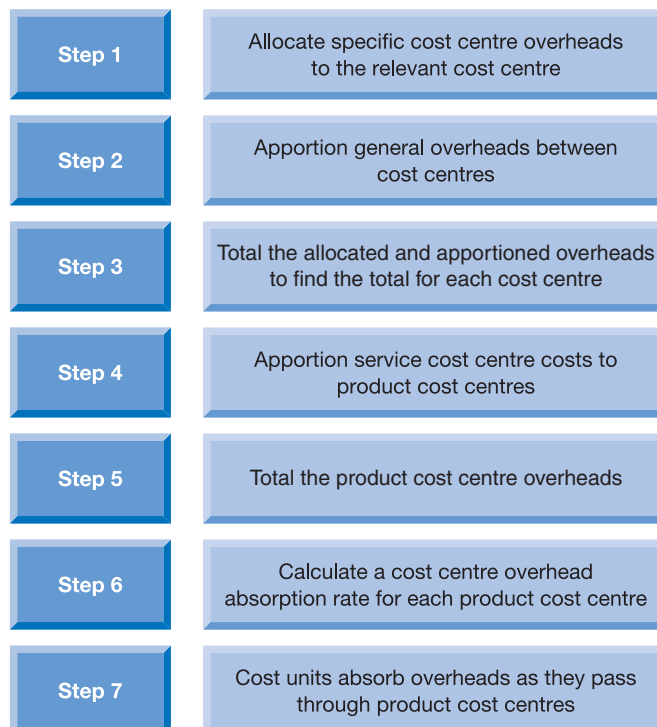 Step 1
Allocate specific cost centre overheads
to the relevant cost centre
Step 2
Apportion general overheads between
cost centres
Step 3
Total the allocated and apportioned overheads
to find the total for each cost centre
Step 4
Apportion service cost centre costs to
product cost centres
Step 5
Total the product cost centre overheads
Step 6
Calculate a cost centre overhead
absorption rate for each product cost centre
Step 7
Cost units absorb overheads as they pass
through product cost centres